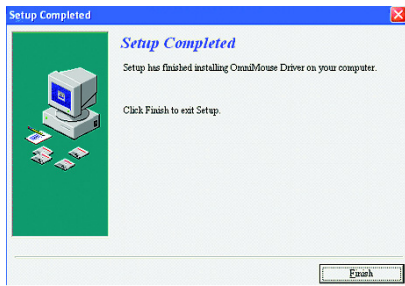 Setup Completed
Setup Completed
Setup has finished installing OmniMouse Driver on your computer.
Click Finish to exit Setup.
Finish